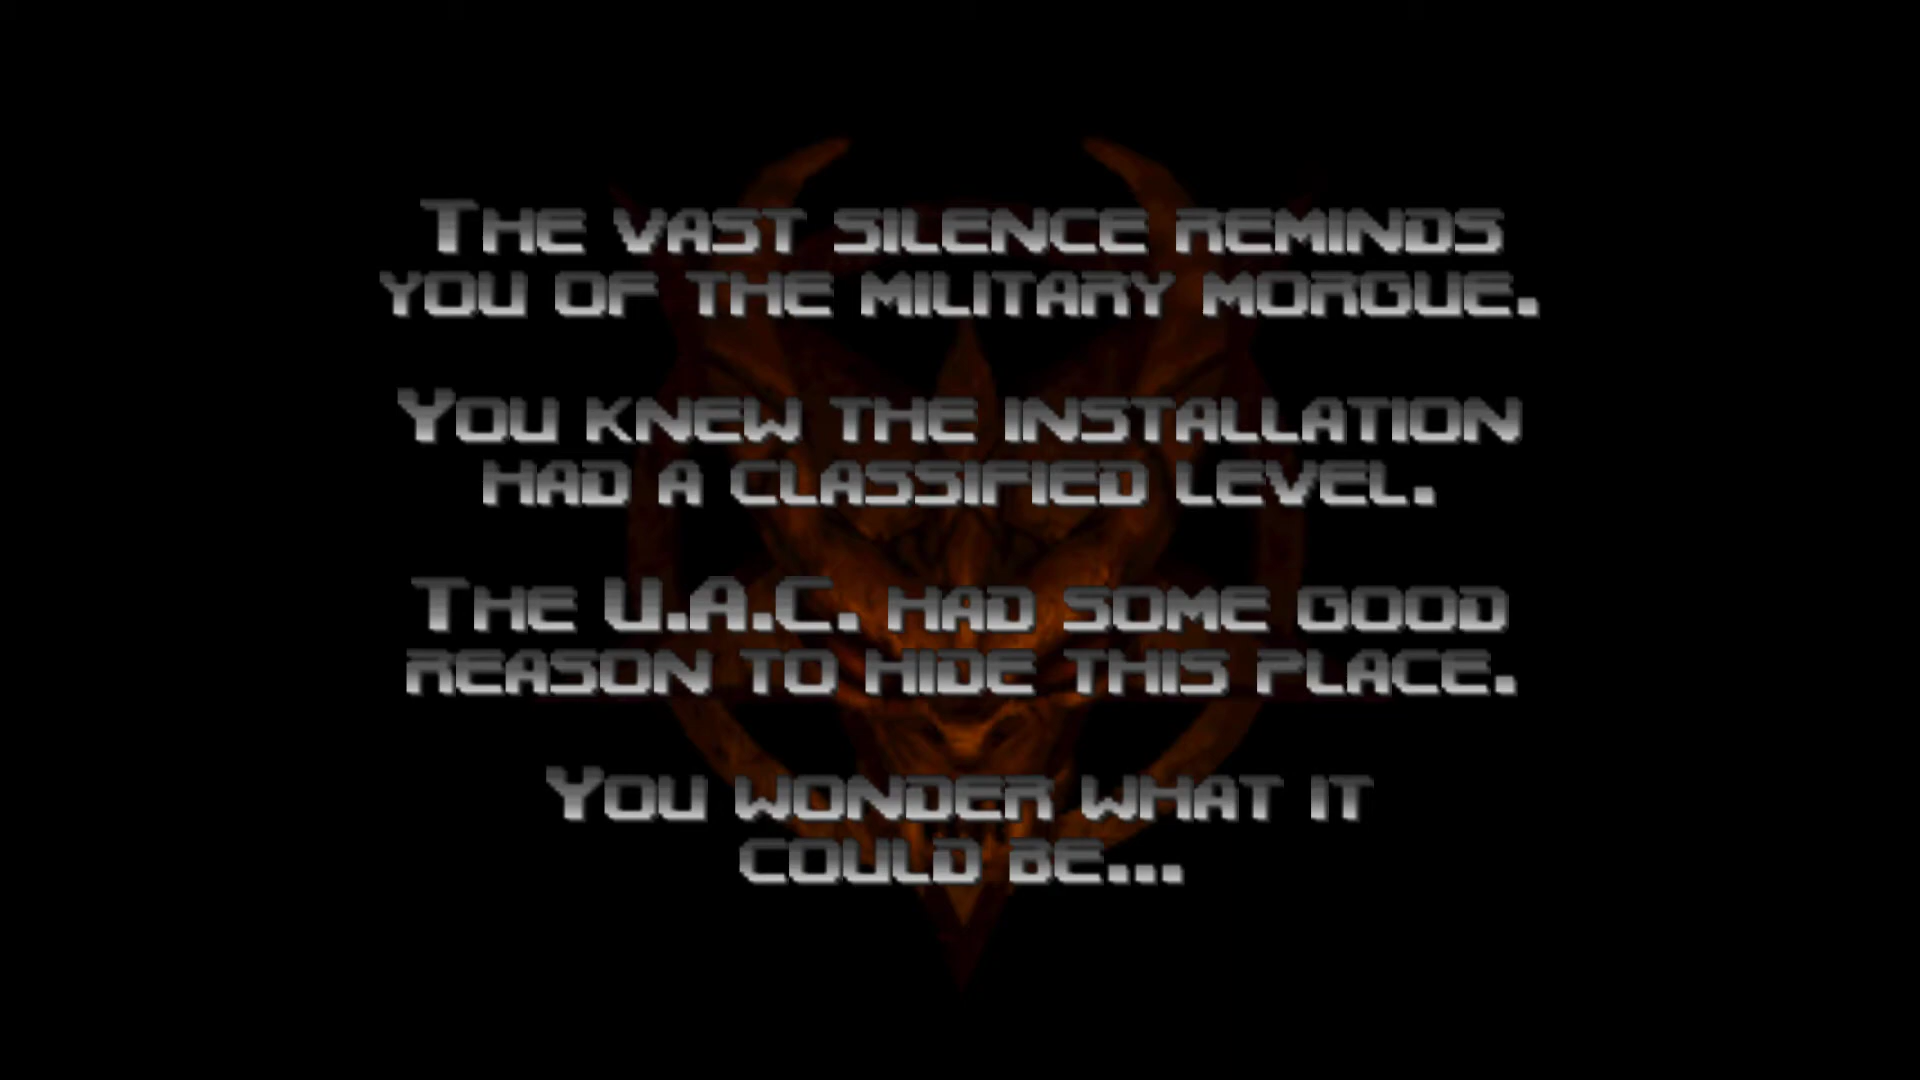 The vast silence reminds
you of the military morgue.
You knew the installation
had a classified level.
The U.A.C. had some good
reason to hide this place.
You wonder what it
could be...